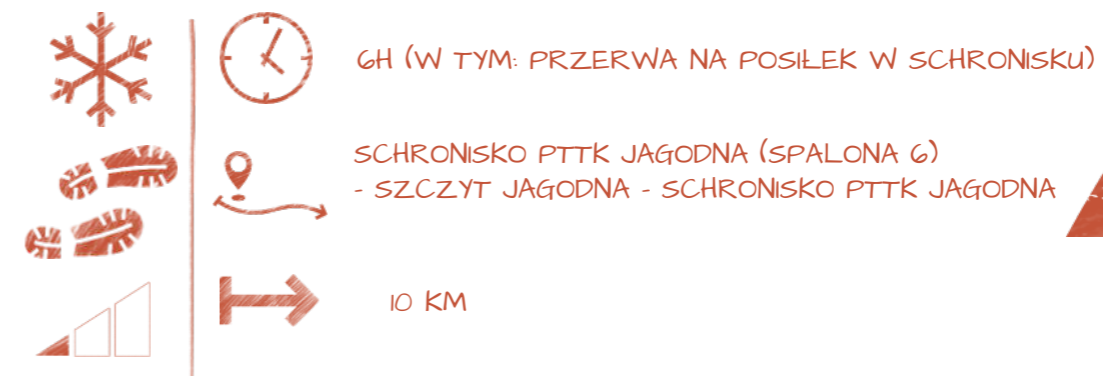 6H (W TYM: PRZERWA NA POSIŁEK W SCHRONISKU)
SCHRONISKO PTTK JAGODNA (SPALONA 6)
- SZCZYT JAGODNA - SCHRONISKO PTTK JAGODNA
10 KM